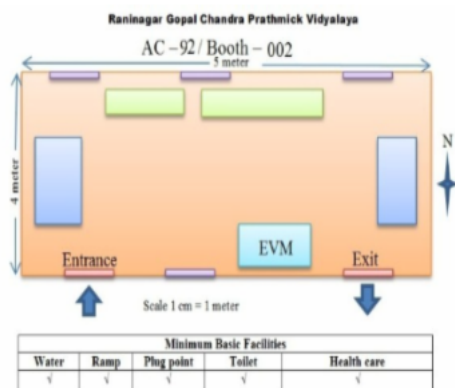 Raninagar Gopal Chandra Prathmick Vidyalaya
AC – 92/ Booth – 002
5 meter
4 meter
N
EVM
Entrance
Exit
Scale 1 cm = 1 meter
Minimum Basic Facilities
Water Ramp Plug point Toilet Health care
√ √ √ √ √